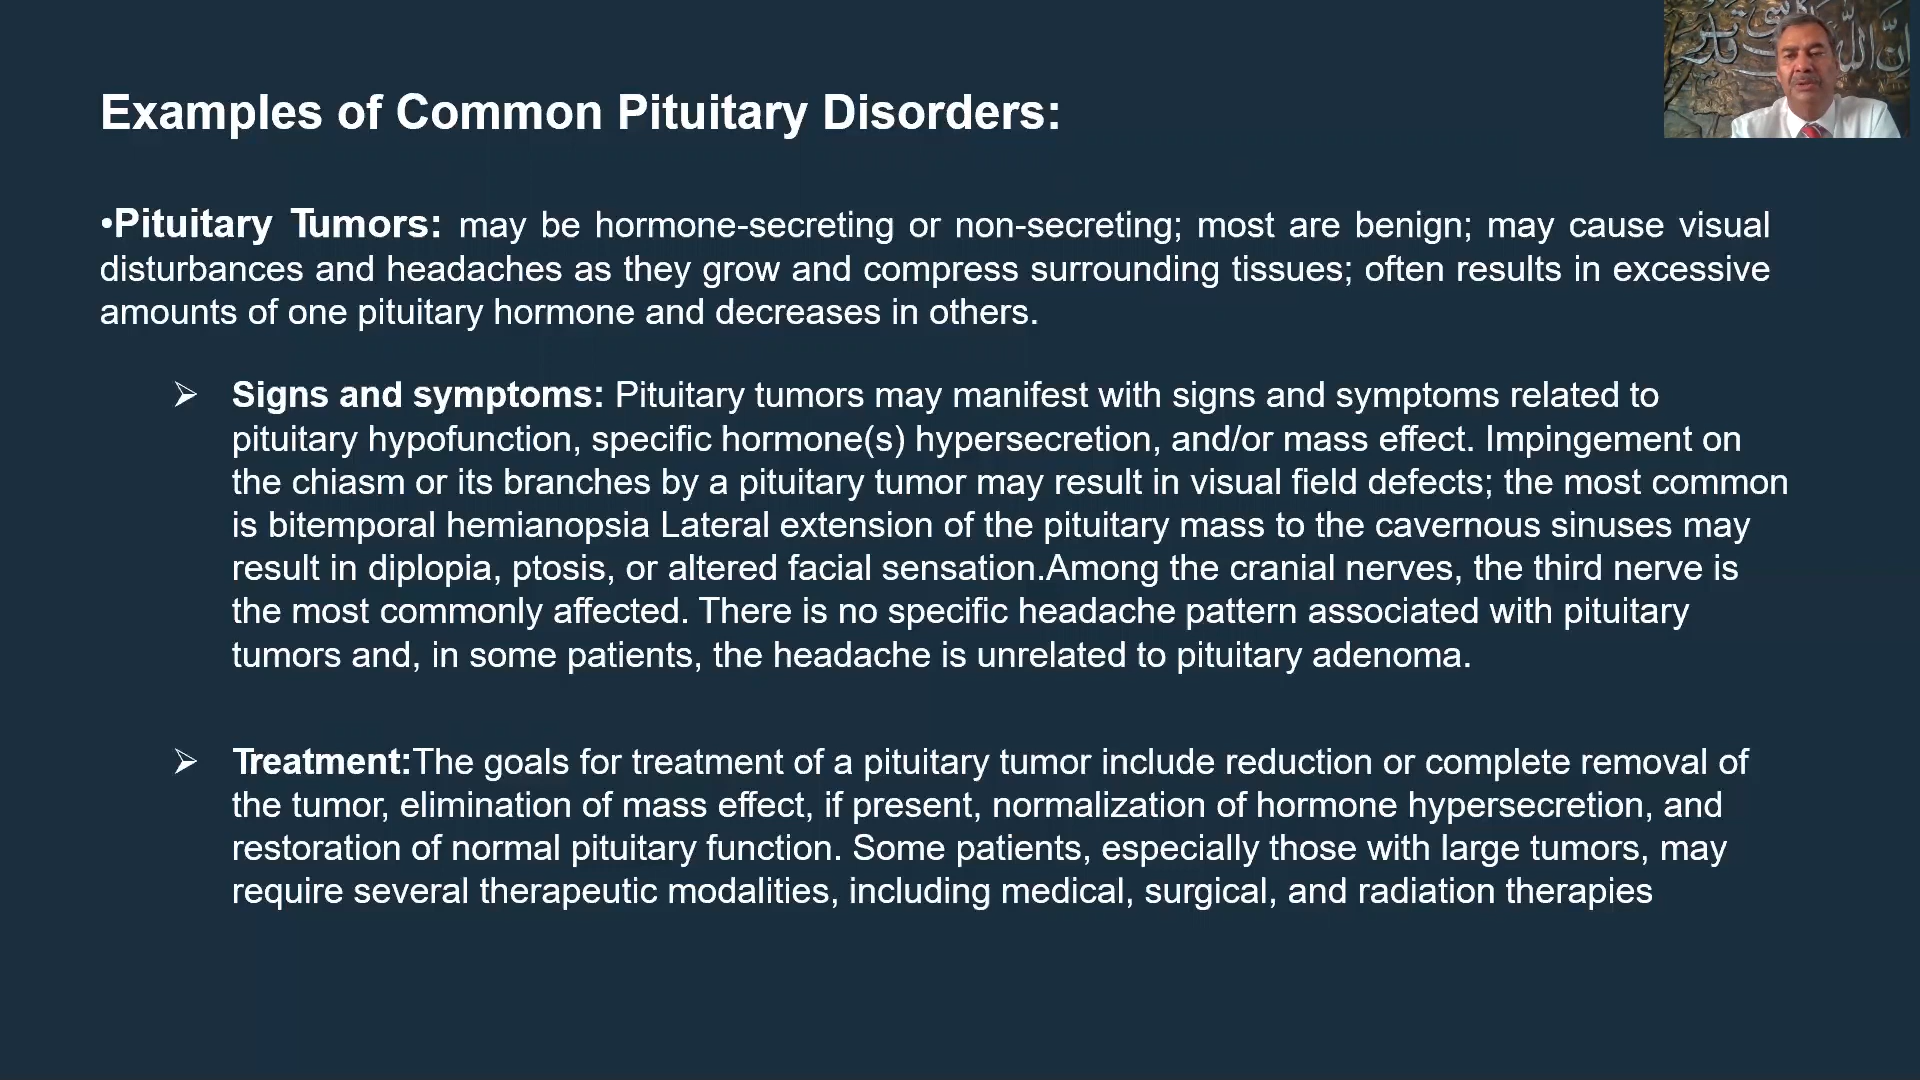 إن الله
قدير
Examples of Common Pituitary Disorders:
•Pituitary Tumors: may be hormone-secreting or non-secreting; most are benign; may cause visual
disturbances and headaches as they grow and compress surrounding tissues; often results in excessive
amounts of one pituitary hormone and decreases in others.
➢ Signs and symptoms: Pituitary tumors may manifest with signs and symptoms related to
pituitary hypofunction, specific hormone(s) hypersecretion, and/or mass effect. Impingement on
the chiasm or its branches by a pituitary tumor may result in visual field defects; the most common
is bitemporal hemianopsia Lateral extension of the pituitary mass to the cavernous sinuses may
result in diplopia, ptosis, or altered facial sensation.Among the cranial nerves, the third nerve is
the most commonly affected. There is no specific headache pattern associated with pituitary
tumors and, in some patients, the headache is unrelated to pituitary adenoma.
➢ Treatment:The goals for treatment of a pituitary tumor include reduction or complete removal of
the tumor, elimination of mass effect, if present, normalization of hormone hypersecretion, and
restoration of normal pituitary function. Some patients, especially those with large tumors, may
require several therapeutic modalities, including medical, surgical, and radiation therapies